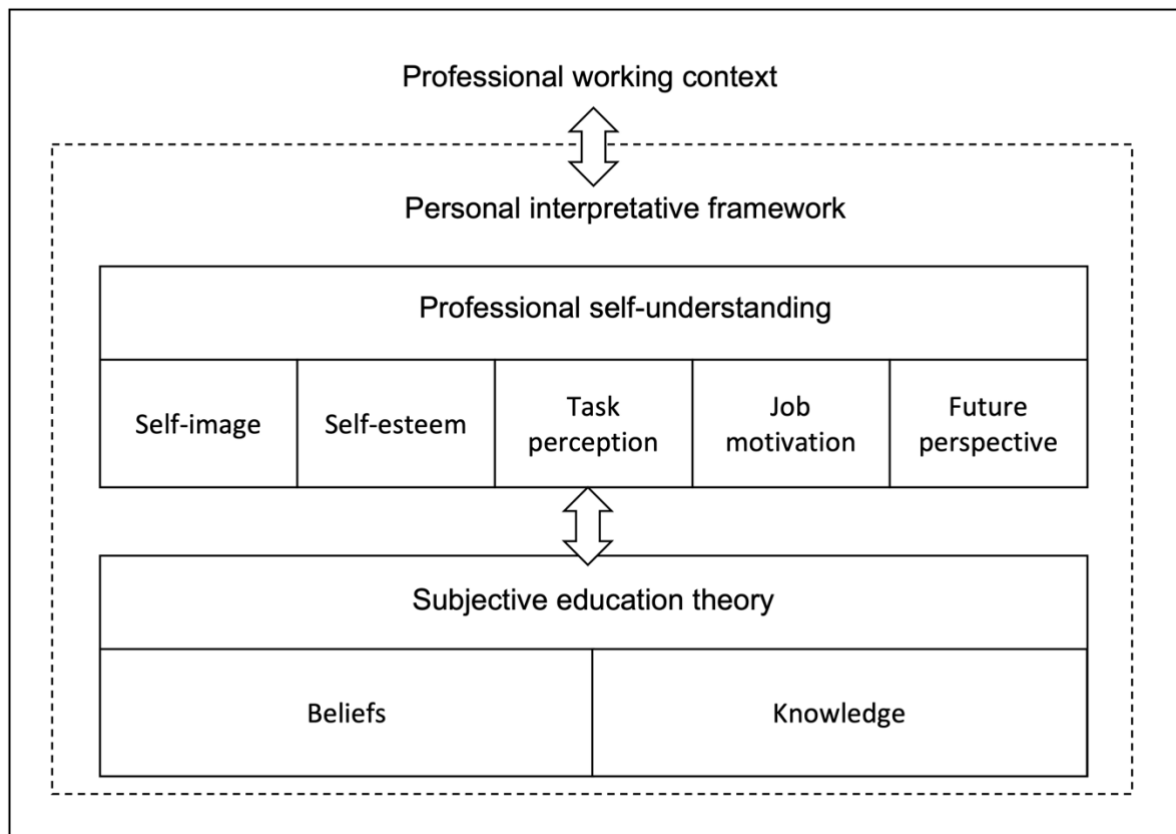 Professional working context
Personal interpretative framework
Professional self-understanding
Self-image
Self-esteem
Task
perception
Job
motivation
Future
perspective
Subjective education theory
Beliefs
Knowledge